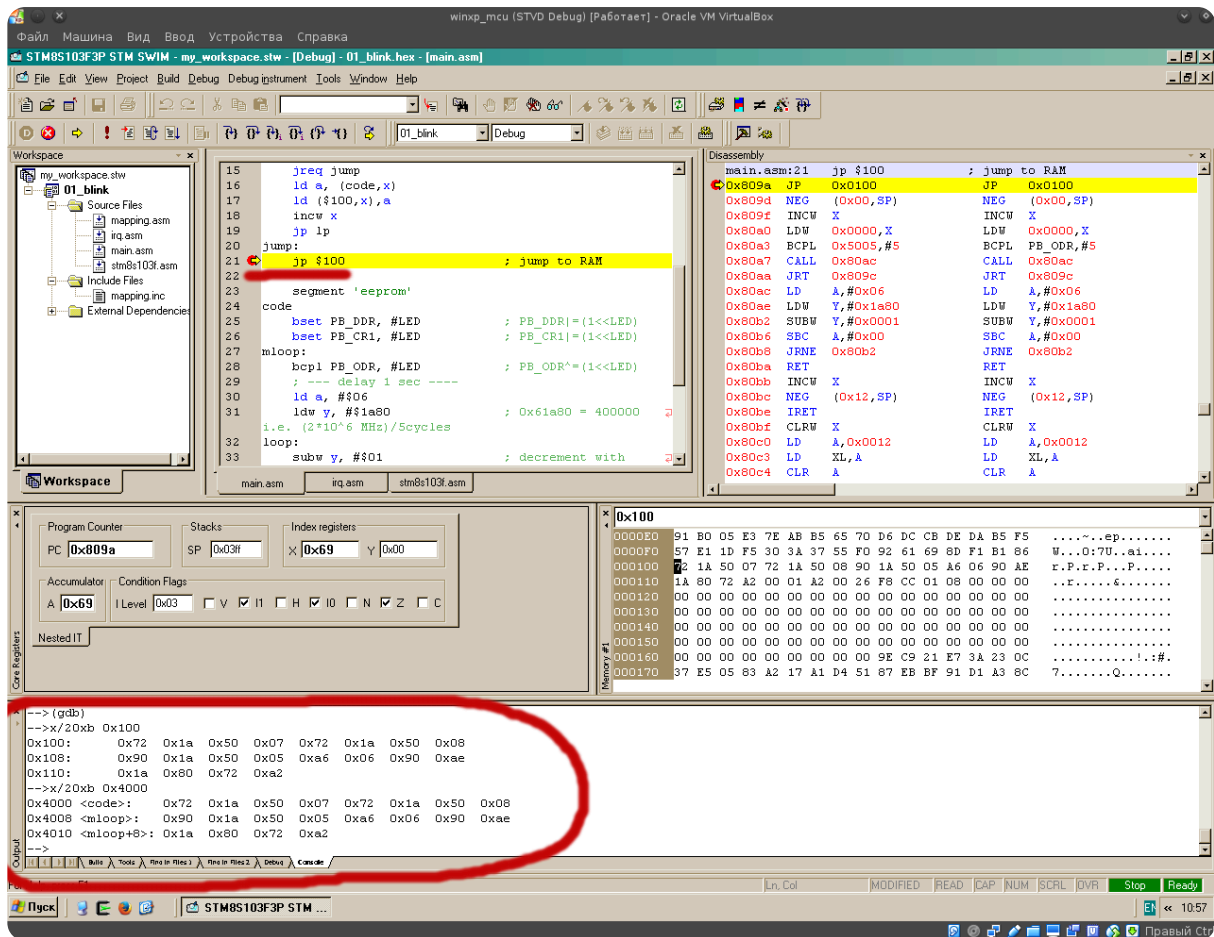 winxp_mcu (STVD Debug) [Работает] - Oracle VM VirtualBox
Файл Машина Вид Ввод Устройства Справка
STM8S103F3P STM SWIM - my_workspace.stw - [Debug] - 01_blink.hex - [main.asm]
File Edit View Project Build Debug Debug instrument Tools Window Help
01_blink Debug
Workspace
my_workspace.stw
01_blink
Source Files
mapping.asm
irq.asm
main.asm
stm8s103f.asm
Include Files
mapping.inc
External Dependencies
Workspace
15 jreq jump
16 ld a, (code,x)
17 ld ($100,x),a
18 incw x
19 jp lp
20 jump:
21 jp $100 ; jump to RAM
22
23 segment 'eeprom'
24 code
25 bset PB_DDR, #LED ; PB_DDR|=(1<<LED)
26 bset PB_CR1, #LED ; PB_CR1|=(1<<LED)
27 mloop:
28 bcpl PB_ODR, #LED ; PB_ODR^=(1<<LED)
29 ; --- delay 1 sec ----
30 ld a, #$06
31 ldw y, #$1a80 ; 0x61a80 = 400000
i.e. (2*10^6 MHz)/5cycles
32 loop:
33 subw y, #$01 ; decrement with
main.asm irq.asm stm8s103f.asm
Disassembly
main.asm:21 jp $100 ; jump to RAM
0x809a JP 0x0100 JP 0x0100
0x809d NEG (0x00,SP) NEG (0x00,SP)
0x809f INCW X INCW X
0x80a0 LDW 0x0000,X LDW 0x0000,X
0x80a3 BCPL 0x5005,#5 BCPL PB_ODR,#5
0x80a7 CALL 0x80ac CALL 0x80ac
0x80aa JRT 0x809c JRT 0x809c
0x80ac LD A,#0x06 LD A,#0x06
0x80ae LDW Y,#0x1a80 LDW Y,#0x1a80
0x80b2 SUBW Y,#0x0001 SUBW Y,#0x0001
0x80b6 SBC A,#0x00 SBC A,#0x00
0x80b8 JRNE 0x80b2 JRNE 0x80b2
0x80ba RET RET
0x80bb INCW X INCW X
0x80bc NEG (0x12,SP) NEG (0x12,SP)
0x80be IRET IRET
0x80bf CLRW X CLRW X
0x80c0 LD A,0x0012 LD A,0x0012
0x80c3 LD XL,A LD XL,A
0x80c4 CLR A CLR A
Program Counter Stacks Index registers
PC 0x809a SP 0x03ff X 0x69 Y 0x00
Accumulator Condition Flags
A 0x69 I Level 0x03 V I1 H I0 N Z C
Nested IT
Core Registers
0x100
0000E0 91 B0 05 E3 7E AB B5 65 70 D6 DC CB DE DA B5 F5 ....~..ep.......
0000F0 57 E1 1D F5 30 3A 37 55 F0 92 61 69 8D F1 B1 86 W...0:7U..ai....
000100 72 1A 50 07 72 1A 50 08 90 1A 50 05 A6 06 90 AE r.P.r.P...P.....
000110 1A 80 72 A2 00 01 A2 00 26 F8 CC 01 08 00 00 00 ..r.....&.......
000120 00 00 00 00 00 00 00 00 00 00 00 00 00 00 00 00 ................
000130 00 00 00 00 00 00 00 00 00 00 00 00 00 00 00 00 ................
000140 00 00 00 00 00 00 00 00 00 00 00 00 00 00 00 00 ................
000150 00 00 00 00 00 00 00 00 00 00 00 00 00 00 00 00 ................
000160 00 00 00 00 00 00 00 00 00 9E C9 21 E7 3A 23 0C ...........!.:#.
000170 37 E5 05 83 A2 17 A1 D4 51 87 EB BF 91 D1 A3 8C 7.......Q.......
Memory #1
-->(gdb)
-->x/20xb 0x100
0x100: 0x72 0x1a 0x50 0x07 0x72 0x1a 0x50 0x08
0x108: 0x90 0x1a 0x50 0x05 0xa6 0x06 0x90 0xae
0x110: 0x1a 0x80 0x72 0xa2
-->x/20xb 0x4000
0x4000 <code>: 0x72 0x1a 0x50 0x07 0x72 0x1a 0x50 0x08
0x4008 <mloop>: 0x90 0x1a 0x50 0x05 0xa6 0x06 0x90 0xae
0x4010 <mloop+8>: 0x1a 0x80 0x72 0xa2
-->
Output
Build Tools Find in Files 1 Find in Files 2 Debug Console
Ln, Col MODIFIED READ CAP NUM SCRL OVR Stop Ready
Пуск STM8S103F3P STM ... EN « 10:57
Правый Ctrl